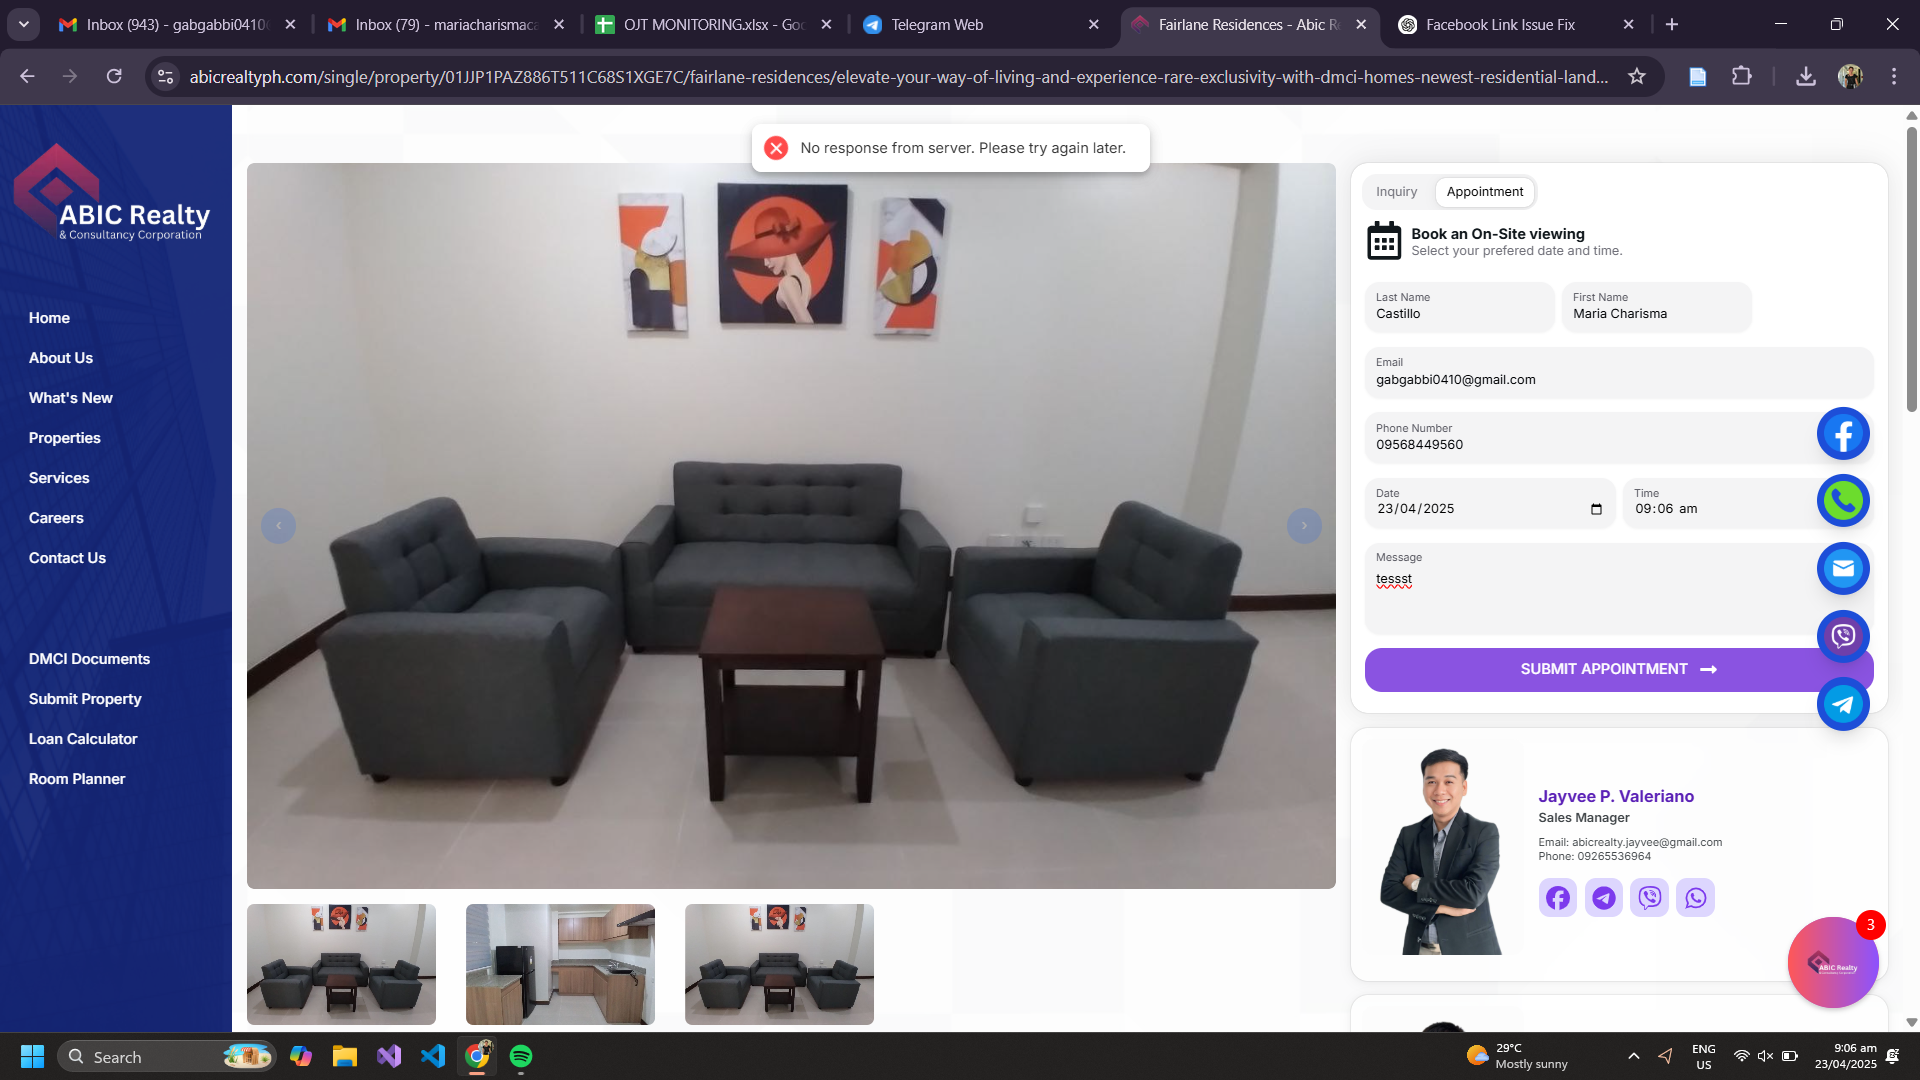 Inbox (943) - gabgabbi0410
Inbox (79) - mariacharismaca
OJT MONITORING.xlsx - Goo
Telegram Web
Fairlane Residences - Abic R
Facebook Link Issue Fix
abicrealtyph.com/single/property/01JJP1PAZ886T511C68S1XGE7C/fairlane-residences/elevate-your-way-of-living-and-experience-rare-exclusivity-with-dmci-homes-newest-residential-land...
ABIC Realty
& Consultancy Corporation
Home
About Us
What's New
Properties
Services
Careers
Contact Us
DMCI Documents
Submit Property
Loan Calculator
Room Planner
No response from server. Please try again later.
Inquiry
Appointment
Book an On-Site viewing
Select your prefered date and time.
Last Name
Castillo
First Name
Maria Charisma
Email
gabgabbi0410@gmail.com
Phone Number
09568449560
Date
23/04/2025
Time
09:06 am
Message
tessst
SUBMIT APPOINTMENT
Jayvee P. Valeriano
Sales Manager
Email: abicrealty.jayvee@gmail.com
Phone: 09265536964
3
ABIC Realty
Search
29°C
Mostly sunny
ENG
US
9:06 am
23/04/2025